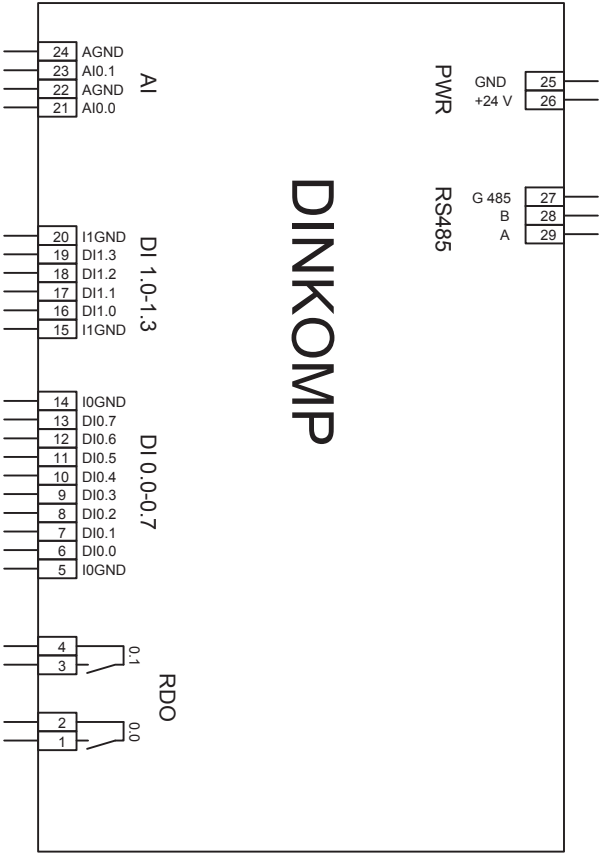 24 AGND
23 AI0.1
22 AGND
21 AI0.0
AI
20 I1GND
19 DI1.3
18 DI1.2
17 DI1.1
16 DI1.0
15 I1GND
DI 1.0-1.3
14 I0GND
13 DI0.7
12 DI0.6
11 DI0.5
10 DI0.4
9 DI0.3
8 DI0.2
7 DI0.1
6 DI0.0
5 I0GND
DI 0.0-0.7
4
3
0.1
2
1
0.0
RDO
DINKOMP
PWR
GND 25
+24 V 26
RS485
G 485 27
B 28
A 29